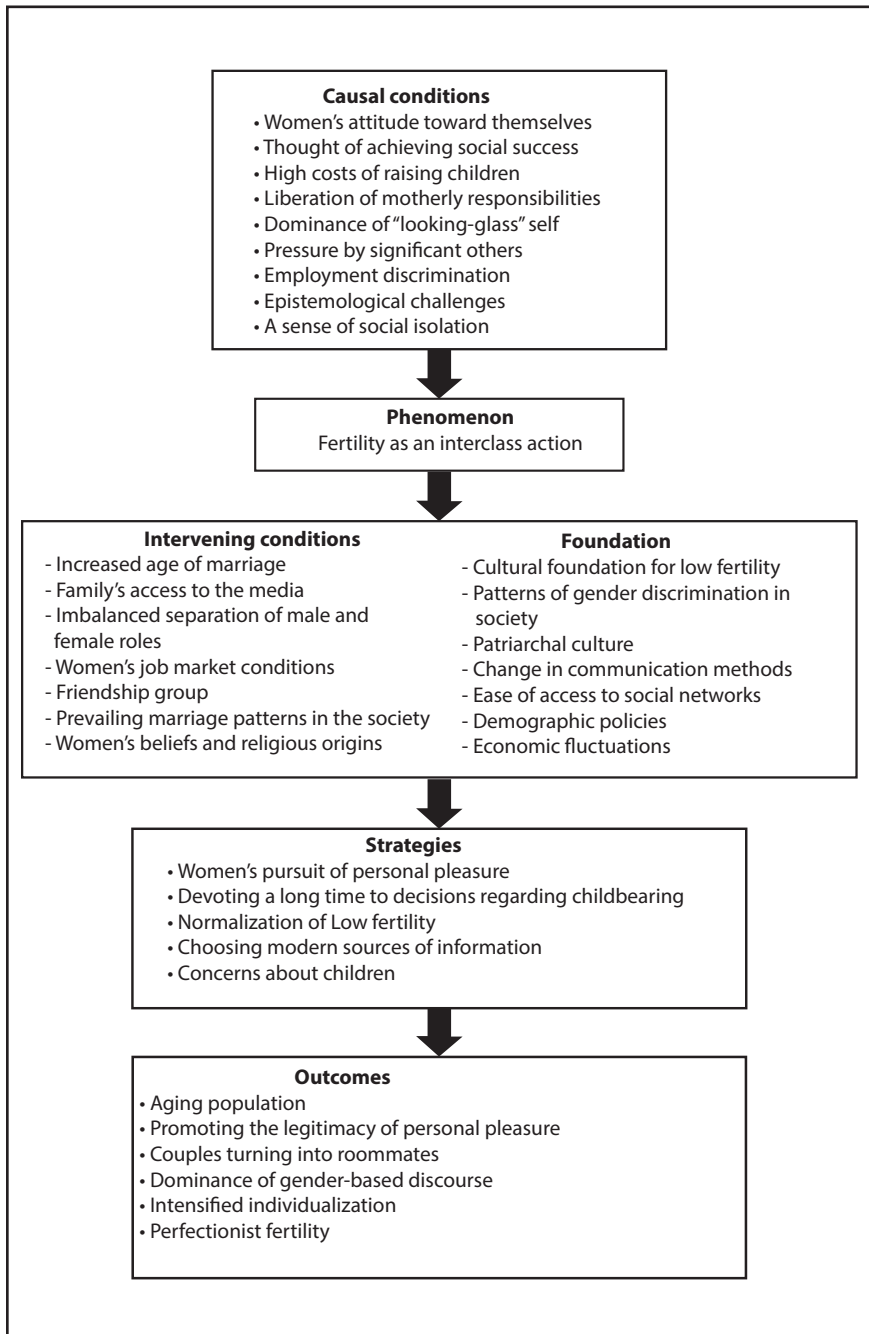 Causal conditions
• Women's attitude toward themselves
• Thought of achieving social success
• High costs of raising children
• Liberation of motherly responsibilities
• Dominance of “looking-glass” self
• Pressure by significant others
• Employment discrimination
• Epistemological challenges
• A sense of social isolation
Phenomenon
Fertility as an interclass action
Intervening conditions
- Increased age of marriage
- Family's access to the media
- Imbalanced separation of male and
female roles
- Women's job market conditions
- Friendship group
- Prevailing marriage patterns in the society
- Women's beliefs and religious origins
Foundation
- Cultural foundation for low fertility
- Patterns of gender discrimination in
society
- Patriarchal culture
- Change in communication methods
- Ease of access to social networks
- Demographic policies
- Economic fluctuations
Strategies
• Women's pursuit of personal pleasure
• Devoting a long time to decisions regarding childbearing
• Normalization of Low fertility
• Choosing modern sources of information
• Concerns about children
Outcomes
• Aging population
• Promoting the legitimacy of personal pleasure
• Couples turning into roommates
• Dominance of gender-based discourse
• Intensified individualization
• Perfectionist fertility